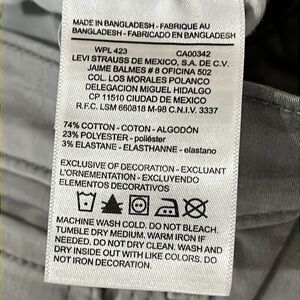 MADE IN BANGLADESH - FABRIQUÉ AU
BANGLADESH - FABRICADO EN BANGLADESH
WPL 423 CA00342
LEVI STRAUSS DE MEXICO, S.A. DE C.V.
JAIME BALMES # 8 OFICINA 502
COL. LOS MORALES POLANCO
DELEGACION MIGUEL HIDALGO
CP 11510 CIUDAD DE MEXICO
R.F.C. LSM 660818 M-98 C.N.I.V. 3337
74% COTTON - COTON - ALGODÓN
23% POLYESTER - poliéster
3% ELASTANE - ELASTHANNE - elastano
EXCLUSIVE OF DECORATION - EXCLUANT
L'ORNEMENTATION - EXCLUYENDO
ELEMENTOS DECORATIVOS
MACHINE WASH COLD. DO NOT BLEACH.
TUMBLE DRY MEDIUM. WARM IRON IF
NEEDED. DO NOT DRY CLEAN. WASH AND
DRY INSIDE OUT WITH LIKE COLORS. DO
NOT IRON DECORATION.